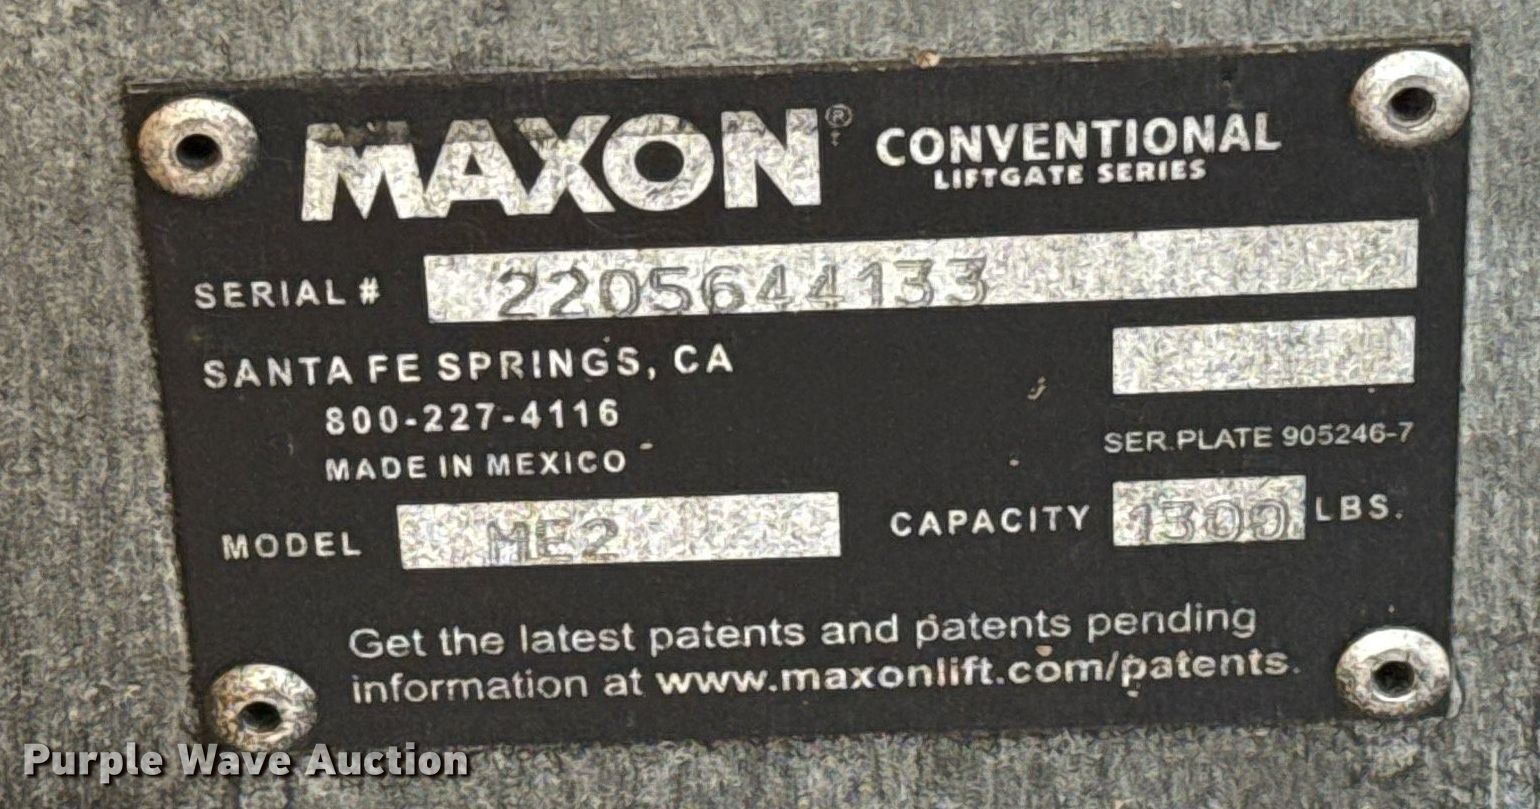 MAXON® CONVENTIONAL
LIFTGATE SERIES
SERIAL # 2205644133
SANTA FE SPRINGS, CA
800-227-4116
MADE IN MEXICO
SER. PLATE 905246-7
MODEL ME2 CAPACITY 1300 LBS.
Get the latest patents and patents pending
information at www.maxonlift.com/patents.
Purple Wave Auction